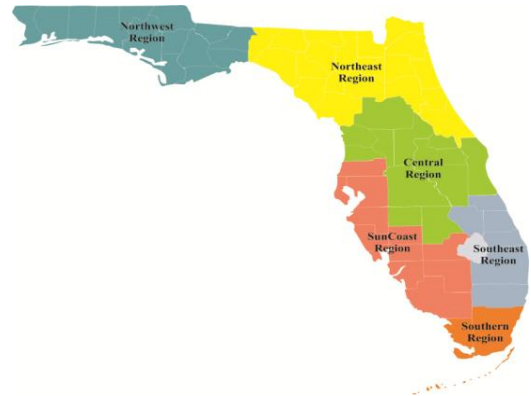 Northwest
Region
Northeast
Region
Central
Region
SunCoast
Region
Southeast
Region
Southern
Region